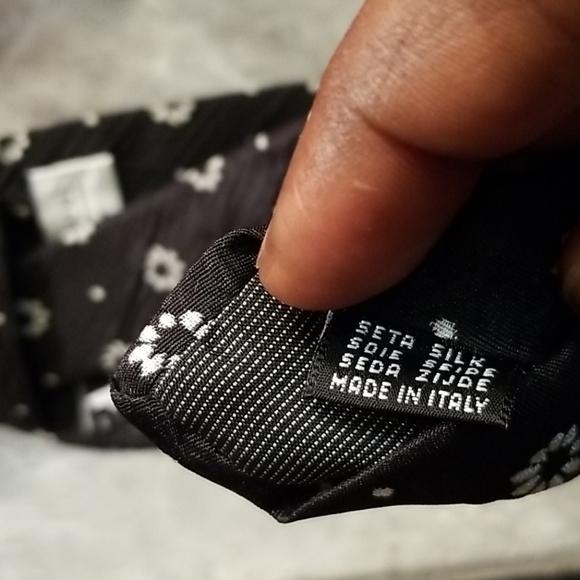 SETA SILK
SOIE SEIDE
SEDA ZIJDE
MADE IN ITALY